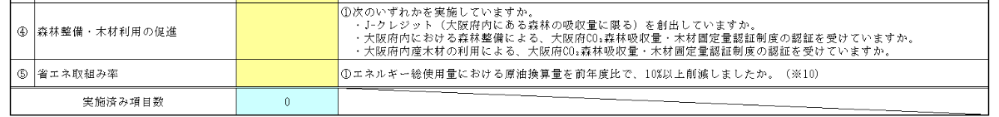 ①次のいずれかを実施していますか。
④ 森林整備・木材利用の促進
・J-クレジット（大阪府内にある森林の吸収量に限る）を創出していますか。
・大阪府内における森林整備による、大阪府CO₂森林吸収量・木材固定量認証制度の認証を受けていますか。
・大阪府内産木材の利用による、大阪府CO₂森林吸収量・木材固定量認証制度の認証を受けていますか。
⑤ 省エネ取組み率 ①エネルギー総使用量における原油換算量を前年度比で、10%以上削減しましたか。（※10）
実施済み項目数 0